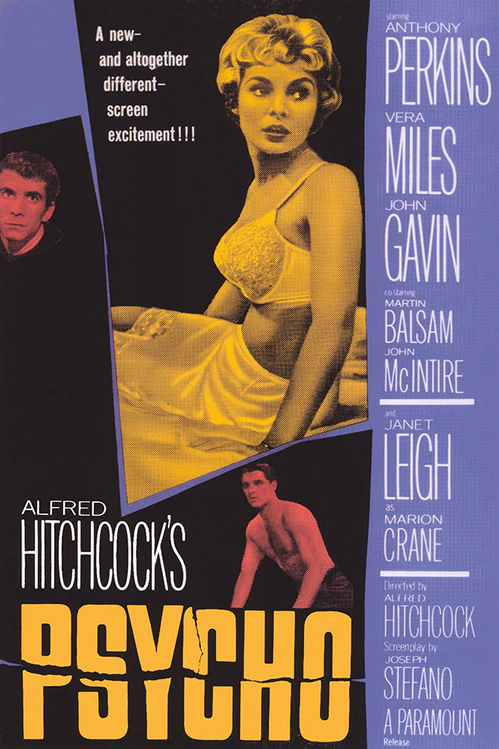 A new–
and altogether
different–
screen
excitement!!!
ALFRED
HITCHCOCK'S
PSYCHO
starring
ANTHONY
PERKINS
VERA
MILES
JOHN
GAVIN
co-starring
MARTIN
BALSAM
JOHN
McINTIRE
and
JANET
LEIGH
as
MARION
CRANE
Directed by
ALFRED
HITCHCOCK
Screenplay by
JOSEPH
STEFANO
A PARAMOUNT
Release